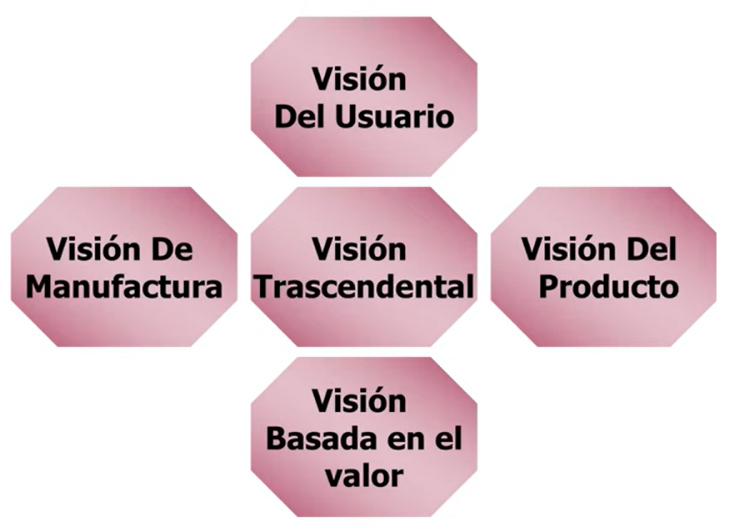 Visión
Del Usuario
Visión De
Manufactura
Visión
Trascendental
Visión Del
Producto
Visión
Basada en el
valor